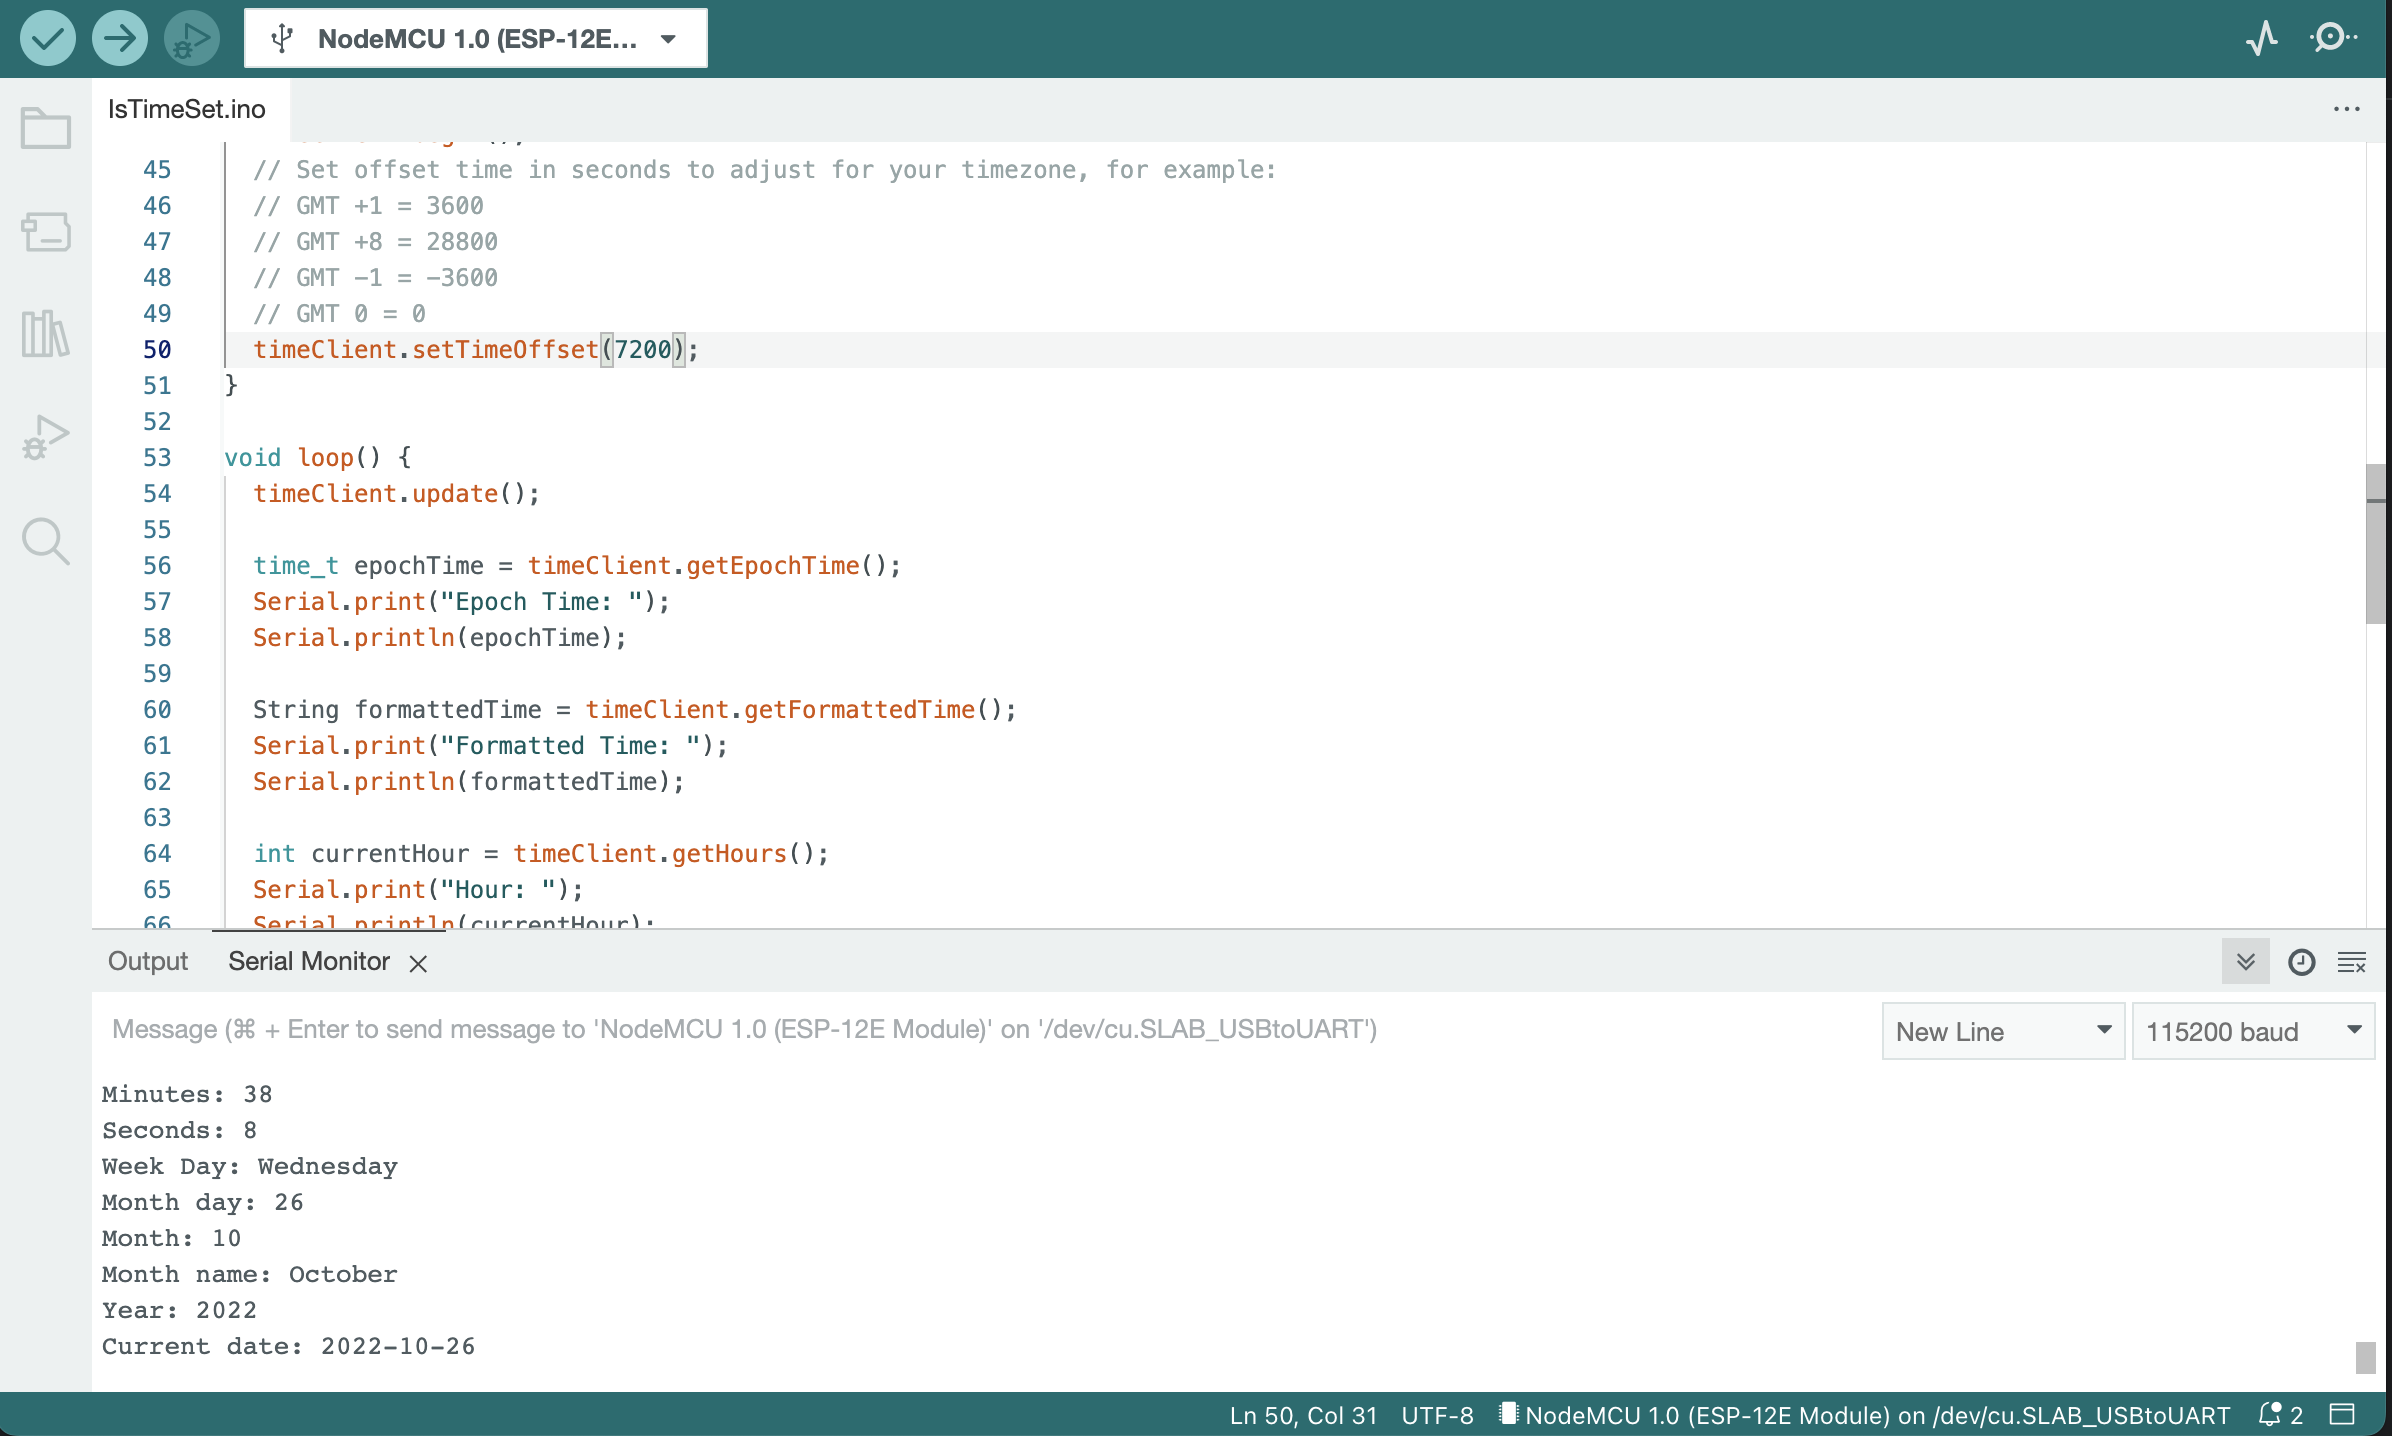 NodeMCU 1.0 (ESP-12E...
IsTimeSet.ino
45 // Set offset time in seconds to adjust for your timezone, for example:
46 // GMT +1 = 3600
47 // GMT +8 = 28800
48 // GMT -1 = -3600
49 // GMT 0 = 0
50 timeClient.setTimeOffset(7200);
51 }
52
53 void loop() {
54 timeClient.update();
55
56 time_t epochTime = timeClient.getEpochTime();
57 Serial.print("Epoch Time: ");
58 Serial.println(epochTime);
59
60 String formattedTime = timeClient.getFormattedTime();
61 Serial.print("Formatted Time: ");
62 Serial.println(formattedTime);
63
64 int currentHour = timeClient.getHours();
65 Serial.print("Hour: ");
66 Serial.println(currentHour);
Output Serial Monitor
Message (⌘ + Enter to send message to 'NodeMCU 1.0 (ESP-12E Module)' on '/dev/cu.SLAB_USBtoUART') New Line 115200 baud
Minutes: 38
Seconds: 8
Week Day: Wednesday
Month day: 26
Month: 10
Month name: October
Year: 2022
Current date: 2022-10-26
Ln 50, Col 31 UTF-8 NodeMCU 1.0 (ESP-12E Module) on /dev/cu.SLAB_USBtoUART 2